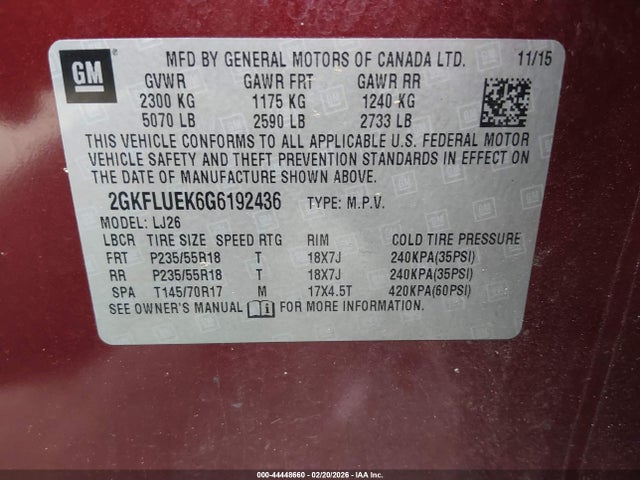 GM
MFD BY GENERAL MOTORS OF CANADA LTD. 11/15
GVWR GAWR FRT GAWR RR
2300 KG 1175 KG 1240 KG
5070 LB 2590 LB 2733 LB
THIS VEHICLE CONFORMS TO ALL APPLICABLE U.S. FEDERAL MOTOR
VEHICLE SAFETY AND THEFT PREVENTION STANDARDS IN EFFECT ON
THE DATE OF MANUFACTURE SHOWN ABOVE.
2GKFLUEK6G6192436 TYPE: M.P.V.
MODEL: LJ26
LBCR TIRE SIZE SPEED RTG RIM COLD TIRE PRESSURE
FRT P235/55R18 T 18X7J 240KPA(35PSI)
RR P235/55R18 T 18X7J 240KPA(35PSI)
SPA T145/70R17 M 17X4.5T 420KPA(60PSI)
SEE OWNER'S MANUAL FOR MORE INFORMATION.
000-44448660 - 02/20/2026 - IAA Inc.